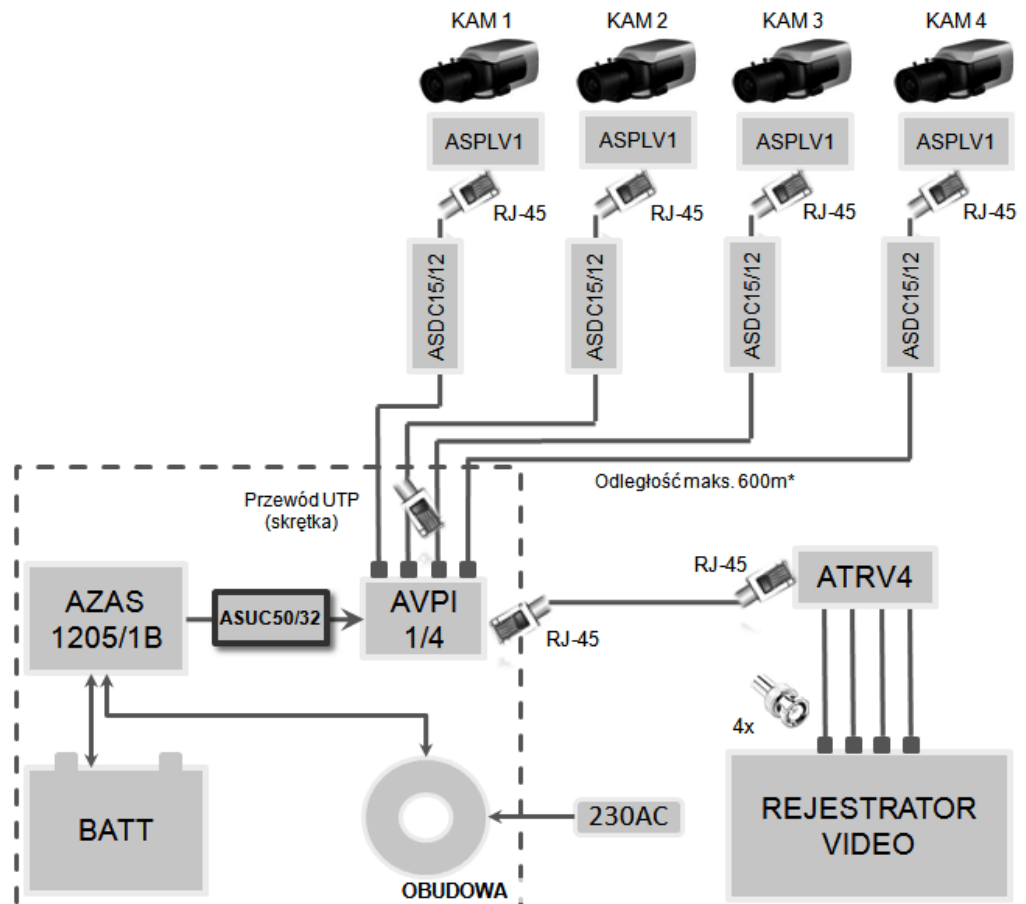 KAM 1
KAM 2
KAM 3
KAM 4
ASPLV1
ASPLV1
ASPLV1
ASPLV1
RJ-45
RJ-45
RJ-45
RJ-45
ASDC15/12
ASDC15/12
ASDC15/12
ASDC15/12
Odległość maks. 600m*
Przewód UTP
(skrętka)
AZAS
1205/1B
ASUC50/32
AVPI
1/4
RJ-45
RJ-45
ATRV4
4x
BATT
230AC
REJESTRATOR
VIDEO
OBUDOWA